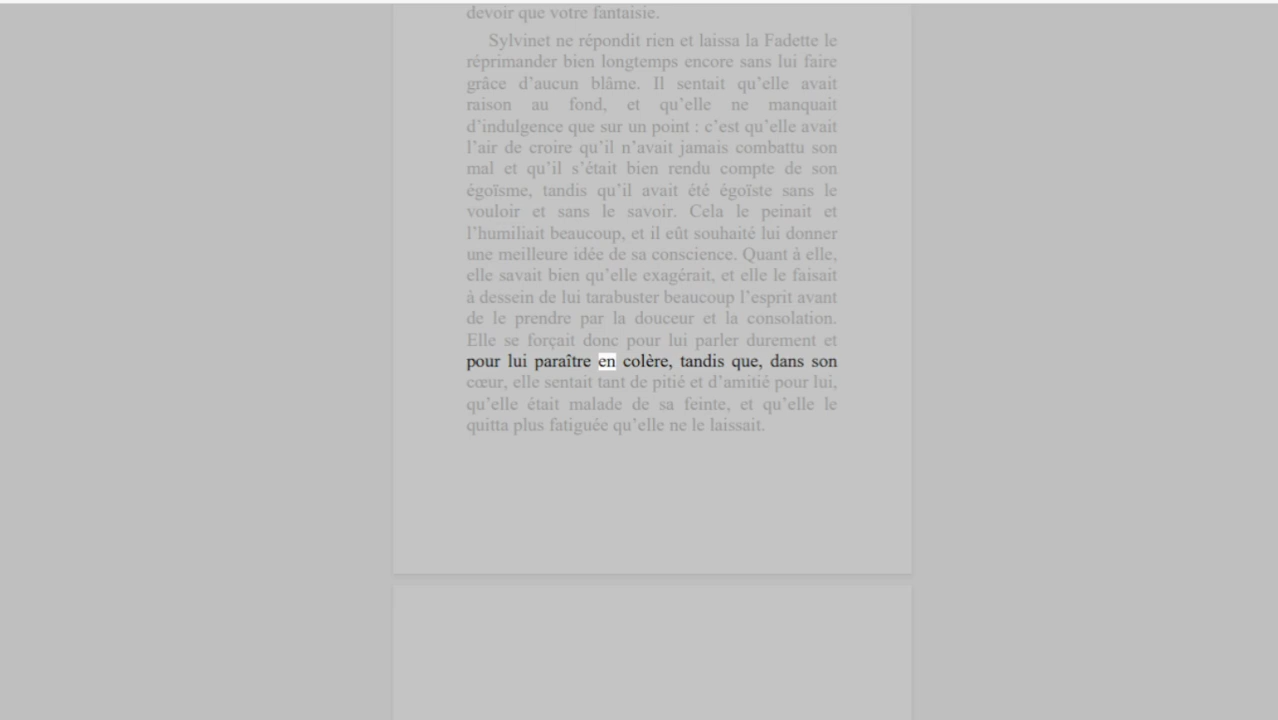 devoir que votre fantaisie.
Sylvinet ne répondit rien et laissa la Fadette le
réprimander bien longtemps encore sans lui faire
grâce d’aucun blâme. Il sentait qu’elle avait
raison au fond, et qu’elle ne manquait
d’indulgence que sur un point : c’est qu’elle avait
l’air de croire qu’il n’avait jamais combattu son
mal et qu’il s’était bien rendu compte de son
égoïsme, tandis qu’il avait été égoïste sans le
vouloir et sans le savoir. Cela le peinait et
l’humiliait beaucoup, et il eût souhaité lui donner
une meilleure idée de sa conscience. Quant à elle,
elle savait bien qu’elle exagérait, et elle le faisait
à dessein de lui tarabuster beaucoup l’esprit avant
de le prendre par la douceur et la consolation.
Elle se forçait donc pour lui parler durement et
pour lui paraître en colère, tandis que, dans son
cœur, elle sentait tant de pitié et d’amitié pour lui,
qu’elle était malade de sa feinte, et qu’elle le
quitta plus fatiguée qu’elle ne le laissait.